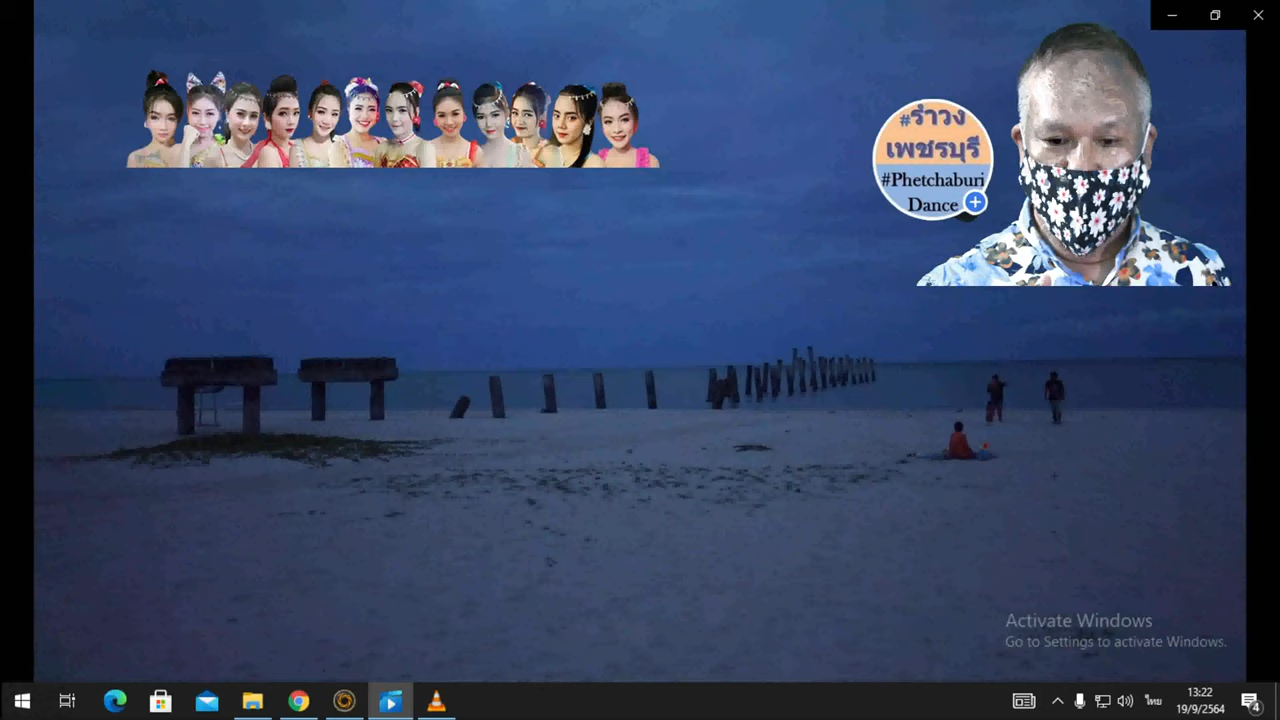 #รำวง
เพชรบุรี
#Phetchaburi
Dance
Activate Windows
Go to Settings to activate Windows.
ไทย
13:22
19/9/2564
4